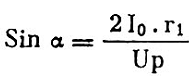 Sin α = 2 I₀ . r₁ / Up